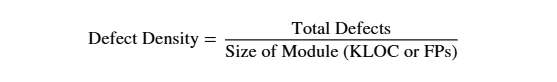 Defect Density = Total Defects
Size of Module (KLOC or FPs)